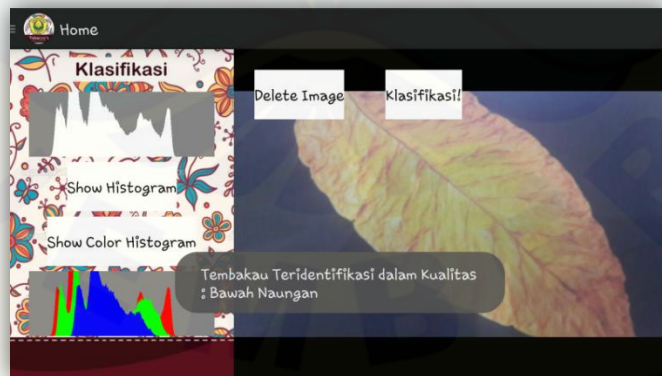 Home
Klasifikasi
Show Histogram
Show Color Histogram
Delete Image
Klasifikasi!
Tembakau Teridentifikasi dalam Kualitas
: Bawah Naungan